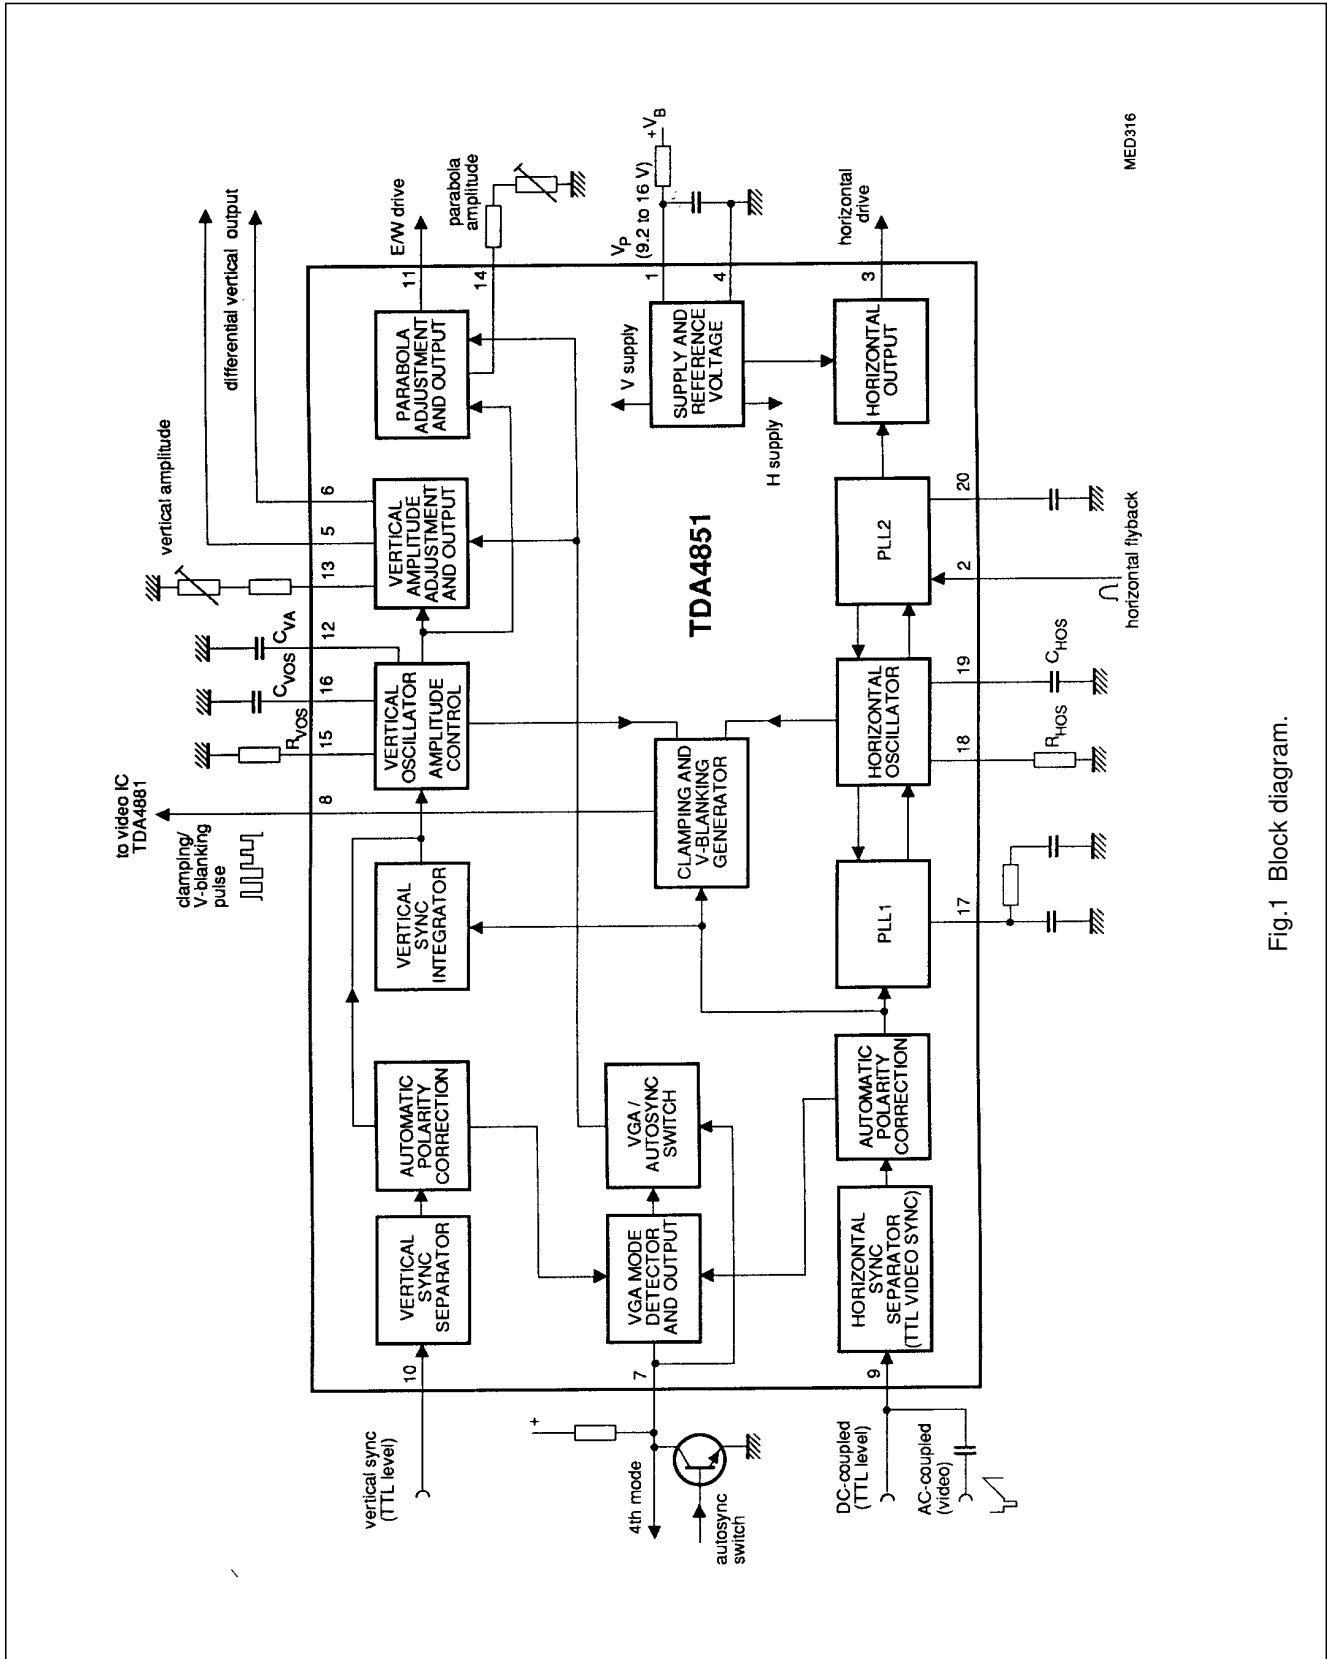 to video IC
TDA4881
clamping/
V-blanking
pulse
vertical amplitude
differential vertical output
RVOS
CVOS
CVA
8
15
16
12
13
5
6
vertical sync
(TTL level)
10
VERTICAL
SYNC
SEPARATOR
AUTOMATIC
POLARITY
CORRECTION
VERTICAL
SYNC
INTEGRATOR
VERTICAL
OSCILLATOR
AMPLITUDE
CONTROL
VERTICAL
AMPLITUDE
ADJUSTMENT
AND OUTPUT
PARABOLA
ADJUSTMENT
AND OUTPUT
11
E/W drive
14
parabola
amplitude
+
4th mode
autosync
switch
7
VGA MODE
DETECTOR
AND OUTPUT
VGA /
AUTOSYNC
SWITCH
CLAMPING AND
V-BLANKING
GENERATOR
TDA4851
V supply
SUPPLY AND
REFERENCE
VOLTAGE
H supply
1
4
VP
(9.2 to 16 V)
+VB
DC-coupled
(TTL level)
AC-coupled
(video)
9
HORIZONTAL
SYNC
SEPARATOR
(TTL VIDEO SYNC)
AUTOMATIC
POLARITY
CORRECTION
PLL1
HORIZONTAL
OSCILLATOR
PLL2
HORIZONTAL
OUTPUT
3
horizontal
drive
17
18
19
2
20
RHOS
CHOS
horizontal flyback
MED316
Fig.1 Block diagram.